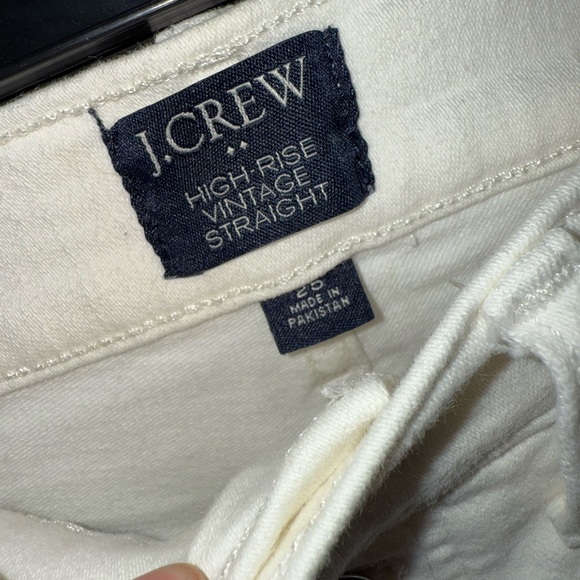 J.CREW
HIGH-RISE
VINTAGE
STRAIGHT
25
MADE IN
PAKISTAN